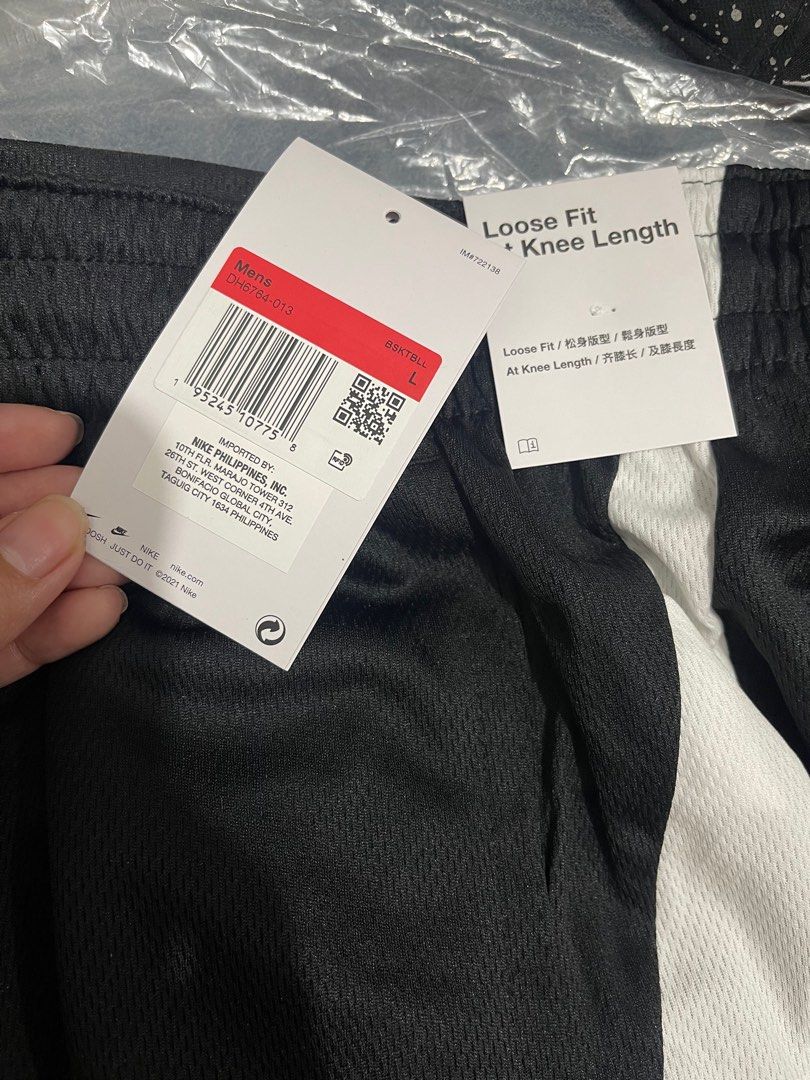 IM#722138
Mens
DH6764-013
BSKTBLL
L
1 95245 10775 8
IMPORTED BY:
NIKE PHILIPPINES, INC.
10TH FLR. MARAJO TOWER 312
26TH ST. WEST CORNER 4TH AVE.
BONIFACIO GLOBAL CITY,
TAGUIG CITY 1634 PHILIPPINES
NIKE nike.com
OOSH JUST DO IT ©2021 Nike
Loose Fit
t Knee Length
Loose Fit / 松身版型 / 鬆身版型
At Knee Length / 齐膝长 / 及膝長度